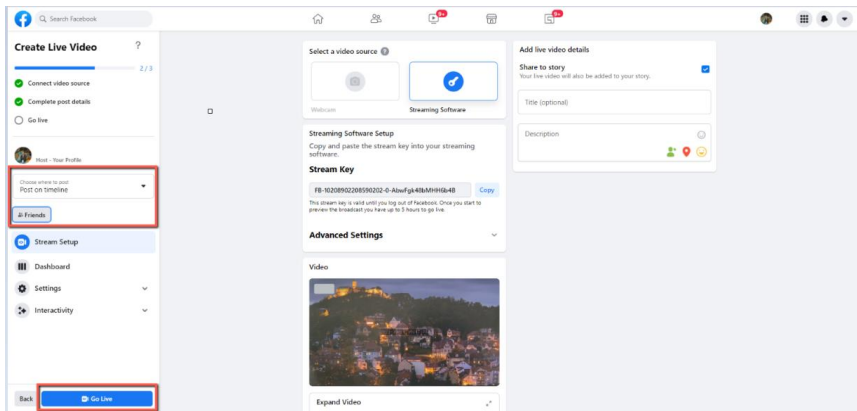 Search Facebook
9+
9+
Create Live Video
?
2 / 3
Connect video source
Complete post details
Go live
Host - Your Profile
Choose where to post
Post on timeline
Friends
Stream Setup
Dashboard
Settings
Interactivity
Back
Go Live
Select a video source
Webcam
Streaming Software
Streaming Software Setup
Copy and paste the stream key into your streaming
software.
Stream Key
Copy
This stream key is valid until you log out of Facebook. Once you start to
preview the broadcast you have up to 5 hours to go live.
Advanced Settings
Video
Expand Video
Add live video details
Share to story
Your live video will also be added to your story.
Title (optional)
Description